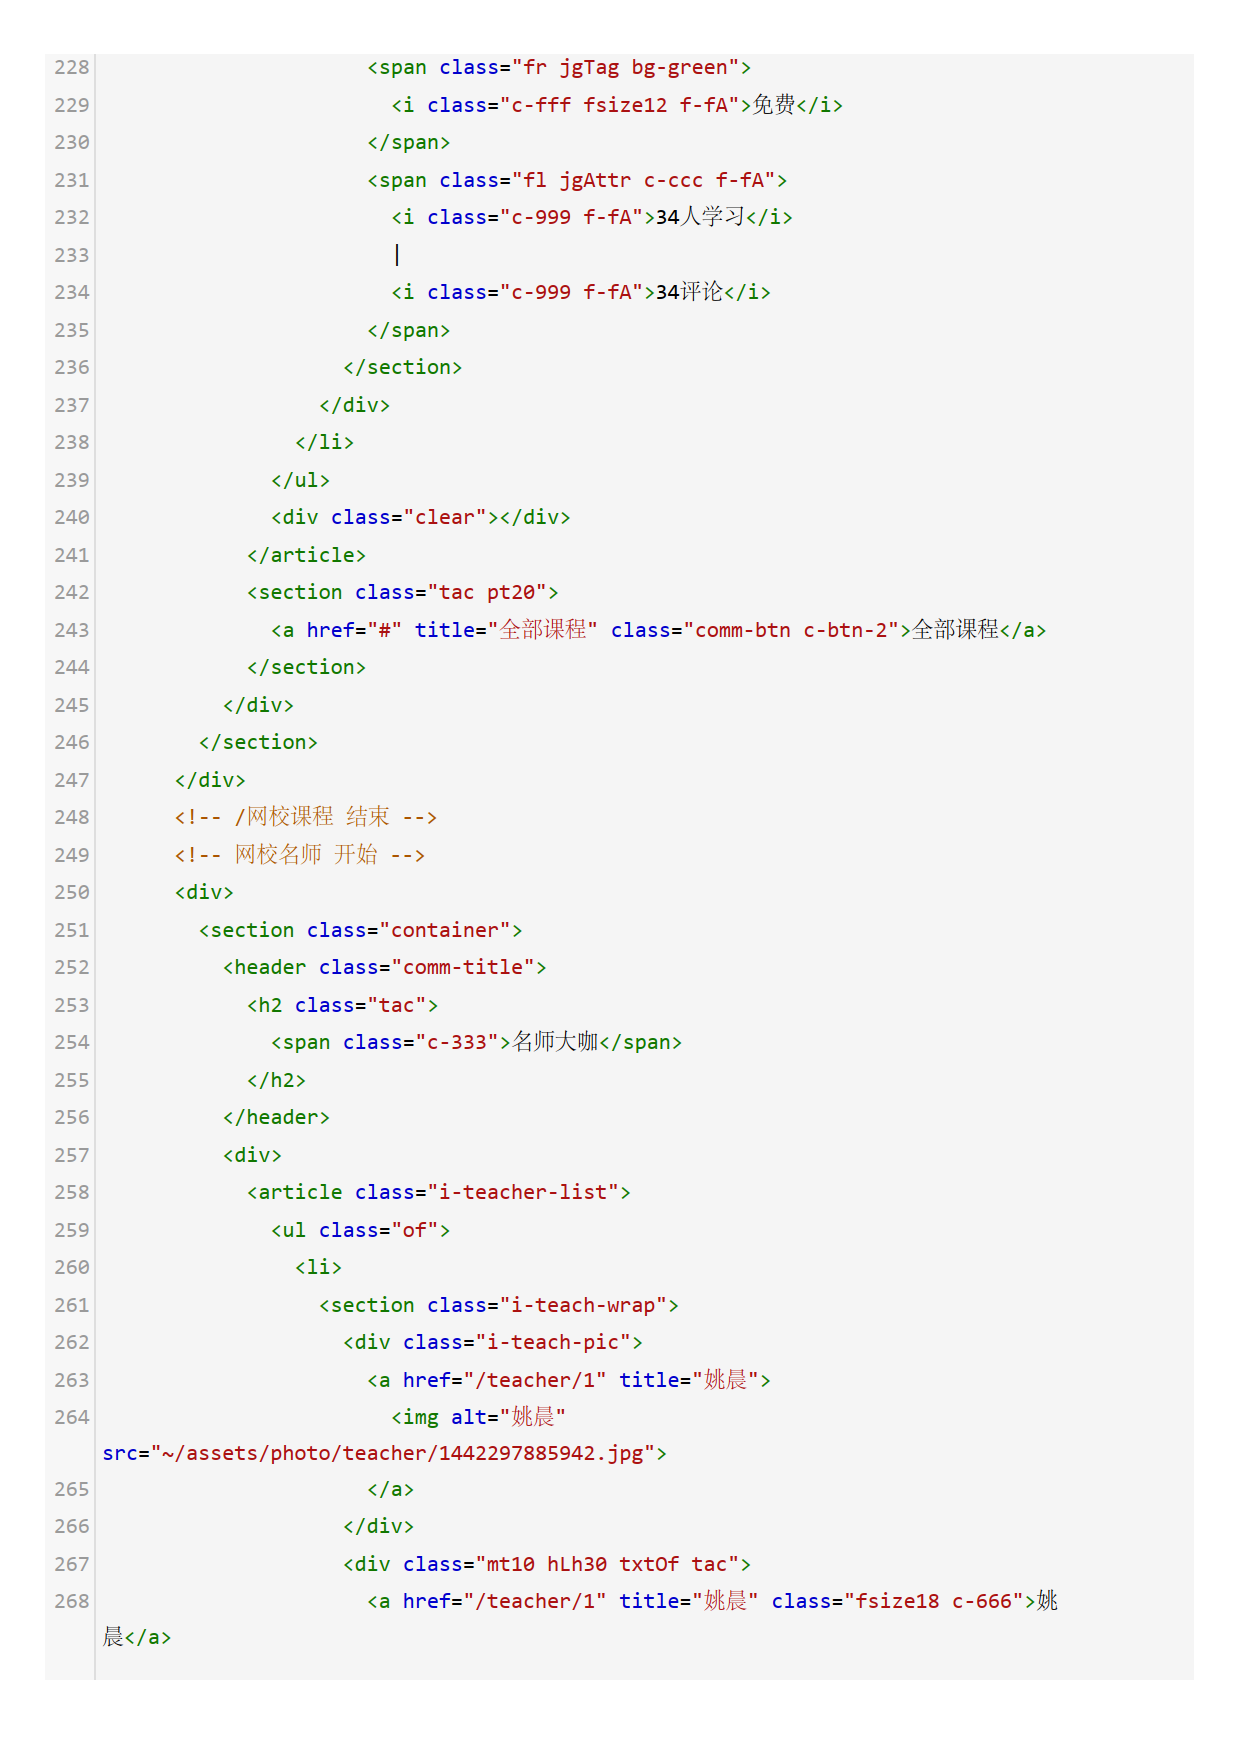 228 <span class="fr jgTag bg-green">
229 <i class="c-fff fsize12 f-fA">免费</i>
230 </span>
231 <span class="fl jgAttr c-ccc f-fA">
232 <i class="c-999 f-fA">34人学习</i>
233 |
234 <i class="c-999 f-fA">34评论</i>
235 </span>
236 </section>
237 </div>
238 </li>
239 </ul>
240 <div class="clear"></div>
241 </article>
242 <section class="tac pt20">
243 <a href="#" title="全部课程" class="comm-btn c-btn-2">全部课程</a>
244 </section>
245 </div>
246 </section>
247 </div>
248 <!-- /网校课程 结束 -->
249 <!-- 网校名师 开始 -->
250 <div>
251 <section class="container">
252 <header class="comm-title">
253 <h2 class="tac">
254 <span class="c-333">名师大咖</span>
255 </h2>
256 </header>
257 <div>
258 <article class="i-teacher-list">
259 <ul class="of">
260 <li>
261 <section class="i-teach-wrap">
262 <div class="i-teach-pic">
263 <a href="/teacher/1" title="姚晨">
264 <img alt="姚晨"
src="~/assets/photo/teacher/1442297885942.jpg">
265 </a>
266 </div>
267 <div class="mt10 hLh30 txtOf tac">
268 <a href="/teacher/1" title="姚晨" class="fsize18 c-666">姚
晨</a>